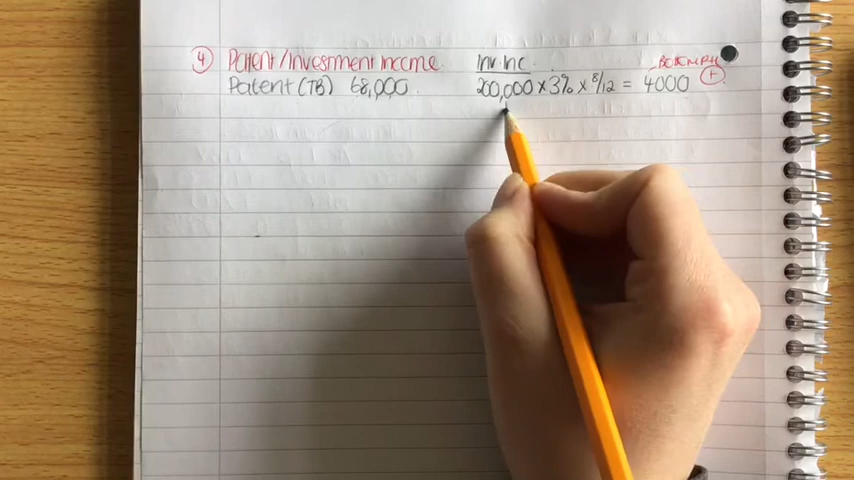 4 Patent/Investment Income Inv. Inc.
Patent (TB) 68,000 200,000 x 3% x 8/12 = 4000 +